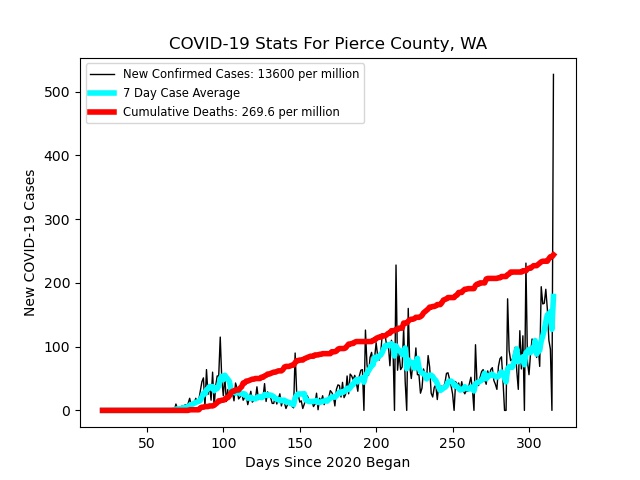 COVID-19 Stats For Pierce County, WA
New Confirmed Cases: 13600 per million
7 Day Case Average
Cumulative Deaths: 269.6 per million
New COVID-19 Cases
500
400
300
200
100
0
50 100 150 200 250 300
Days Since 2020 Began